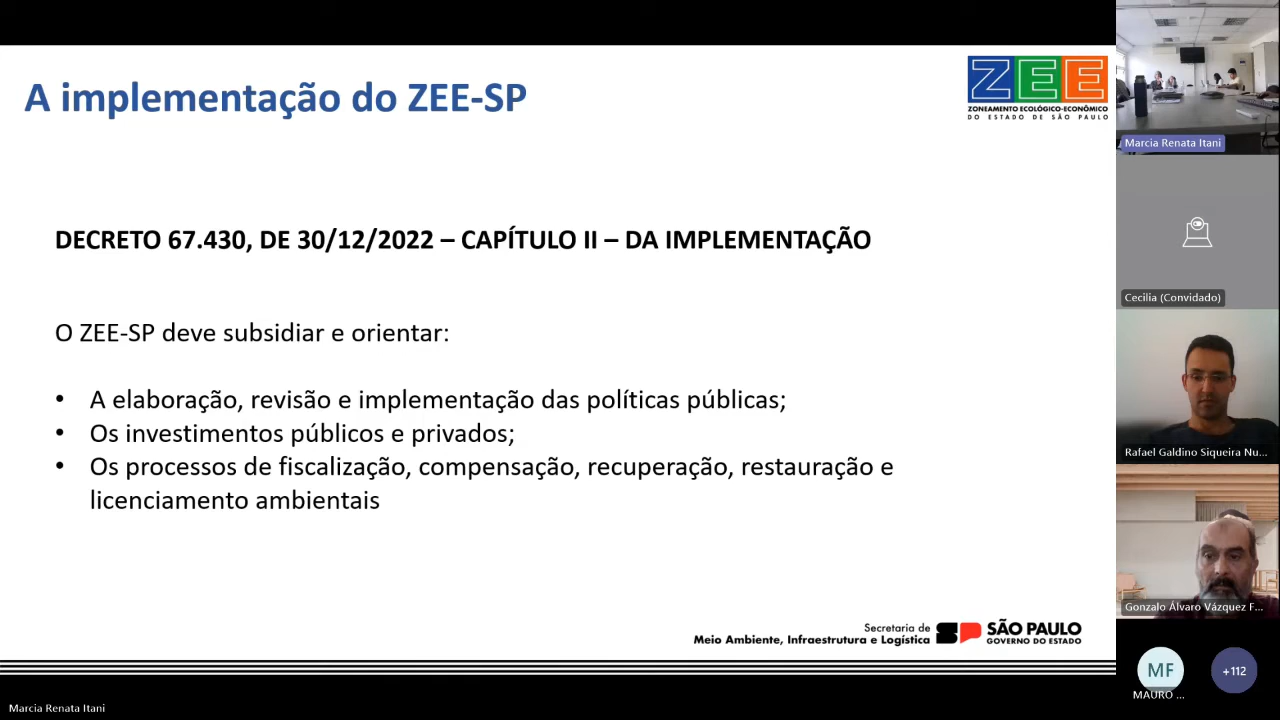 A implementação do ZEE-SP
ZEE
ZONEAMENTO ECOLÓGICO-ECONÔMICO
DO ESTADO DE SÃO PAULO
DECRETO 67.430, DE 30/12/2022 – CAPÍTULO II – DA IMPLEMENTAÇÃO
O ZEE-SP deve subsidiar e orientar:
• A elaboração, revisão e implementação das políticas públicas;
• Os investimentos públicos e privados;
• Os processos de fiscalização, compensação, recuperação, restauração e
licenciamento ambientais
Secretaria de
Meio Ambiente, Infraestrutura e Logística
SP
SÃO PAULO
GOVERNO DO ESTADO
Marcia Renata Itani
Marcia Renata Itani
Cecilia (Convidado)
Rafael Galdino Siqueira Nu...
Gonzalo Álvaro Vázquez F...
MF
MAURO ...
+112